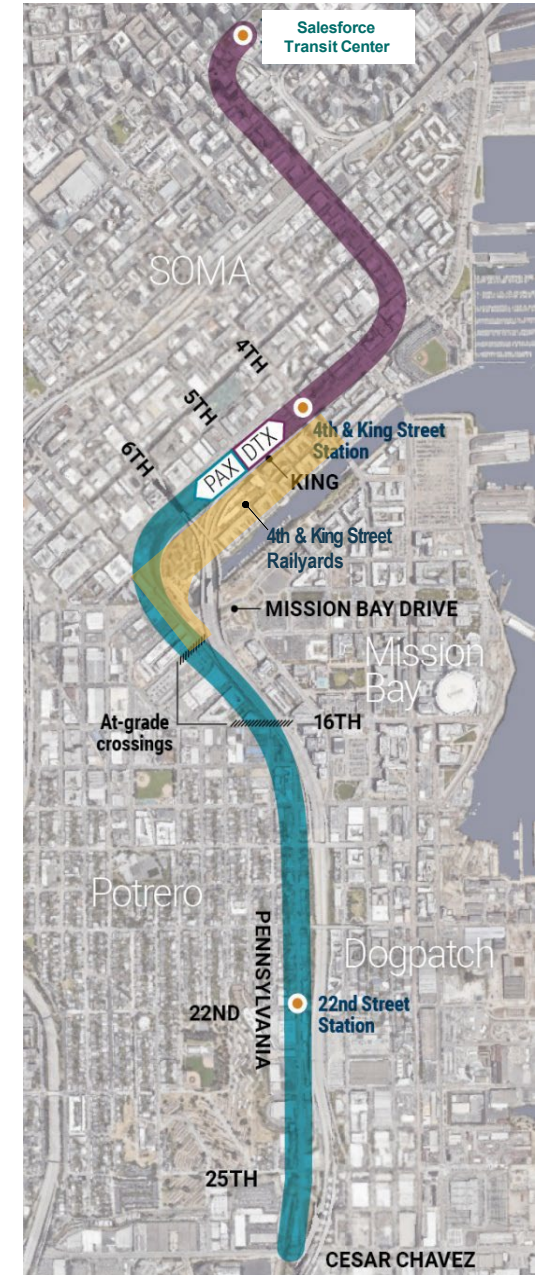 Salesforce
Transit Center
SOMA
4TH
5TH
6TH
DTX
PAX
4th & King Street
Station
KING
4th & King Street
Railyards
MISSION BAY DRIVE
Mission
Bay
At-grade
crossings
16TH
Potrero
PENNSYLVANIA
Dogpatch
22ND
22nd Street
Station
25TH
CESAR CHAVEZ